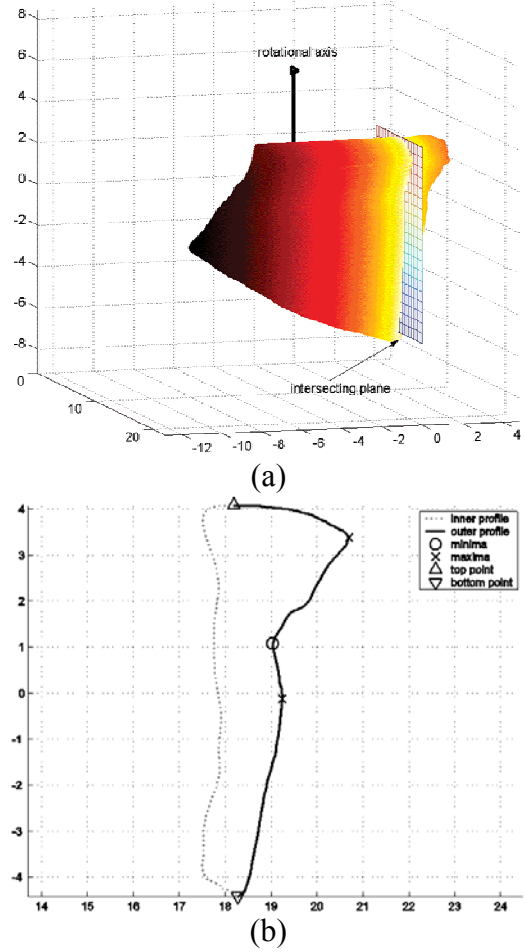 8
6
4
2
0
-2
-4
-6
-8
rotational axis
intersecting plane
0
10
20
-12 -10 -8 -6 -4 -2 0 2 4
(a)
4
3
2
1
0
-1
-2
-3
-4
inner profile
outer profile
minima
maxima
top point
bottom point
14 15 16 17 18 19 20 21 22 23 24
(b)